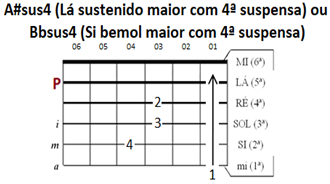 A#sus4 (Lá sustenido maior com 4ª suspensa) ou
Bbsus4 (Si bemol maior com 4ª suspensa)
06 05 04 03 02 01
MI (6ª)
P LÁ (5ª)
2 RÉ (4ª)
i 3 SOL (3ª)
m 4 SI (2ª)
a 1 mi (1ª)